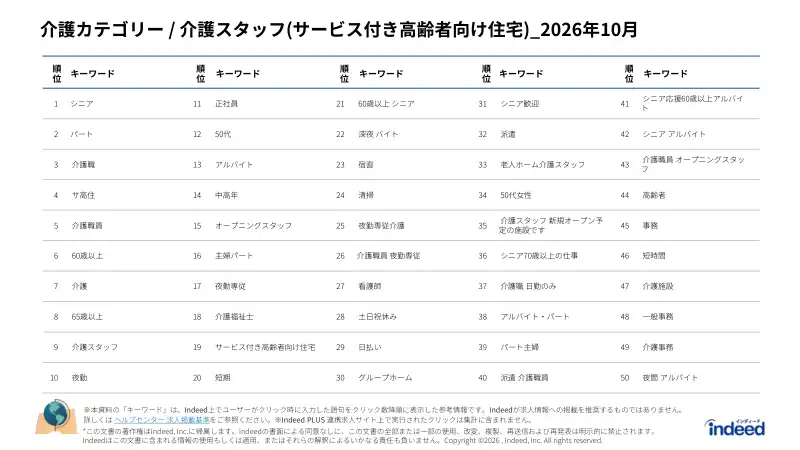 介護カテゴリー / 介護スタッフ(サービス付き高齢者向け住宅)_2026年10月
順位 キーワード 順位 キーワード 順位 キーワード 順位 キーワード 順位 キーワード
1 シニア 11 正社員 21 60歳以上 シニア 31 シニア歓迎 41 シニア応援60歳以上アルバイト
2 パート 12 50代 22 深夜 バイト 32 派遣 42 シニア アルバイト
3 介護職 13 アルバイト 23 宿直 33 老人ホーム介護スタッフ 43 介護職員 オープニングスタッフ
4 サ高住 14 中高年 24 清掃 34 50代女性 44 高齢者
5 介護職員 15 オープニングスタッフ 25 夜勤専従介護 35 介護スタッフ 新規オープン予定の施設です 45 事務
6 60歳以上 16 主婦パート 26 介護職員 夜勤専従 36 シニア70歳以上の仕事 46 短時間
7 介護 17 夜勤専従 27 看護師 37 介護職 日勤のみ 47 介護施設
8 65歳以上 18 介護福祉士 28 土日祝休み 38 アルバイト・パート 48 一般事務
9 介護スタッフ 19 サービス付き高齢者向け住宅 29 日払い 39 パート主婦 49 介護事務
10 夜勤 20 短期 30 グループホーム 40 派遣 介護職員 50 夜間 アルバイト
※本資料の「キーワード」は、Indeed上でユーザーがクリック時に入力した語句をクリック数降順に表示した参考情報です。Indeedが求人情報への掲載を推奨するものではありません。
詳しくは ヘルプセンター 求人掲載基準をご参照ください。※Indeed PLUS 連携求人サイト上で実行されたクリックは集計に含まれません。
*この文書の著作権はIndeed, Inc.に帰属します。Indeedの書面による同意なしに、この文書の全部または一部の使用、改変、複製、再送信および再発表は明示的に禁止されます。
Indeedはこの文書に含まれる情報の使用もしくは適用、またはそれらの解釈によるいかなる責任も負いません。Copyright ©2026 , Indeed, Inc. All rights reserved.
インディード
indeed